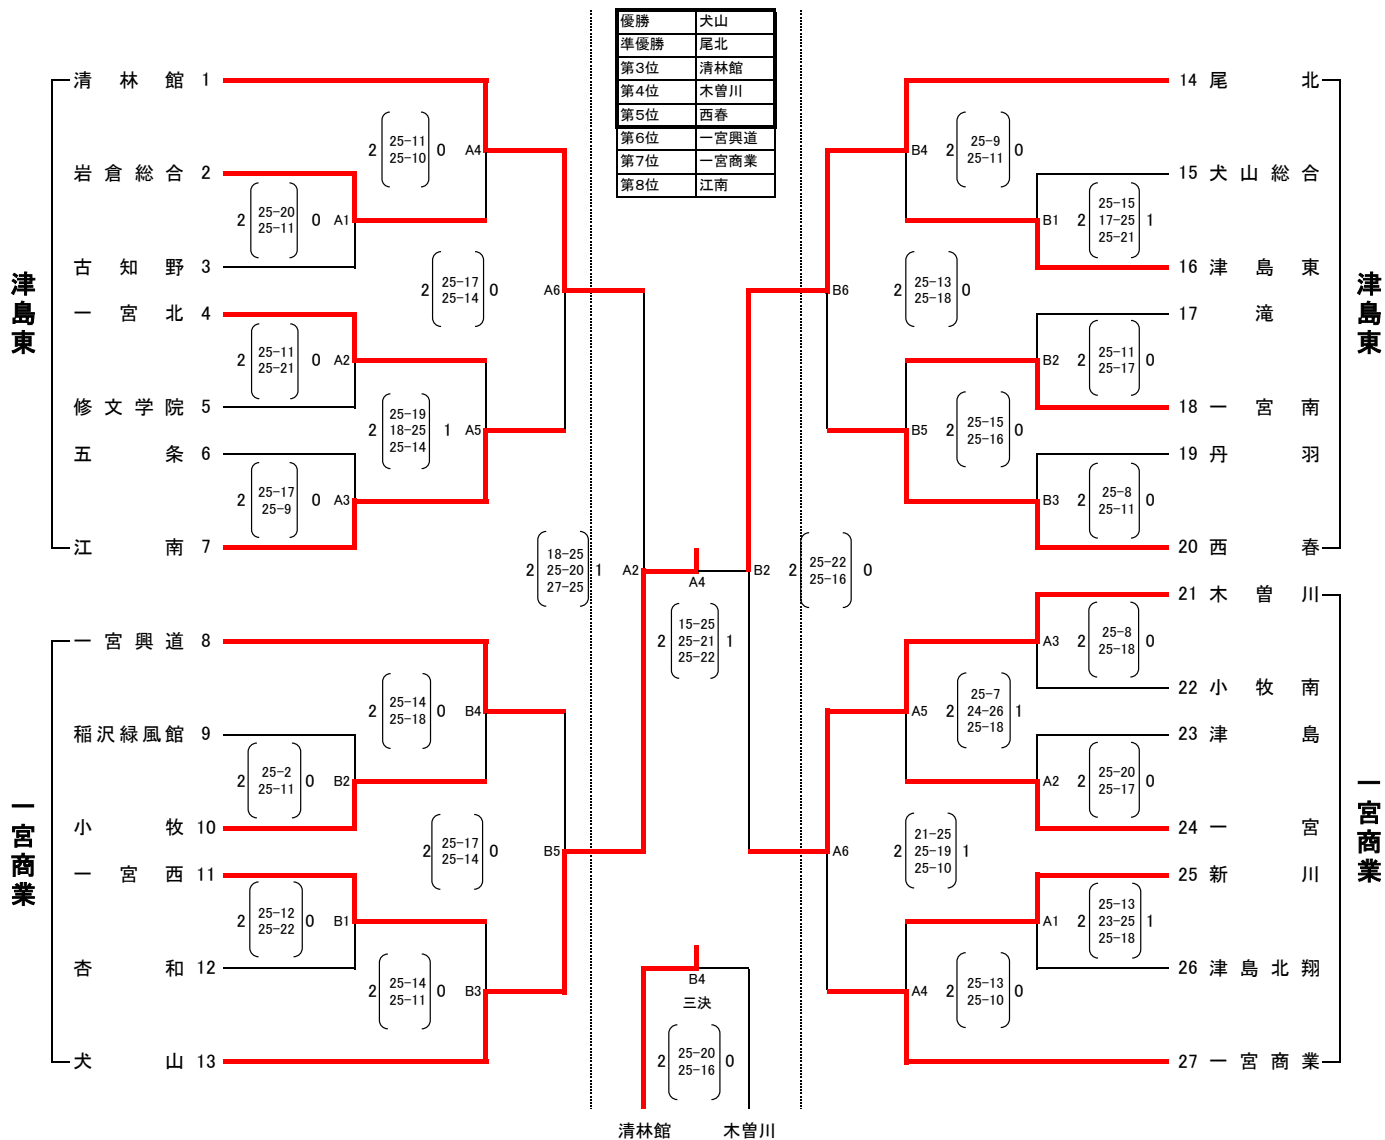 優勝 犬山
準優勝 尾北
第3位 清林館
第4位 木曽川
第5位 西春
第6位 一宮興道
第7位 一宮商業
第8位 江南
津島東
清林館 1
岩倉総合 2
古知野 3
一宮北 4
修文学院 5
五条 6
江南 7
2 25-11 25-10 0 A4
2 25-20 25-11 0 A1
2 25-17 25-14 0 A6
2 25-11 25-21 0 A2
2 25-19 18-25 25-14 1 A5
2 25-17 25-9 0 A3
一宮商業
一宮興道 8
稲沢緑風館 9
小牧 10
一宮西 11
杏和 12
犬山 13
2 25-14 25-18 0 B4
2 25-2 25-11 0 B2
2 25-17 25-14 0 B5
2 25-12 25-22 0 B1
2 25-14 25-11 0 B3
2 18-25 25-20 27-25 1 A2
A4
2 15-25 25-21 25-22 1
B2 2 25-22 25-16 0
B4
三決
2 25-20 25-16 0
清林館 木曽川
14 尾北
15 犬山総合
16 津島東
17 滝
18 一宮南
19 丹羽
20 西春
津島東
B4 2 25-9 25-11 0
B1 2 25-15 17-25 25-21 1
B6 2 25-13 25-18 0
B2 2 25-11 25-17 0
B5 2 25-15 25-16 0
B3 2 25-8 25-11 0
21 木曽川
22 小牧南
23 津島
24 一宮
25 新川
26 津島北翔
27 一宮商業
一宮商業
A3 2 25-8 25-18 0
A5 2 25-7 24-26 25-18 1
A2 2 25-20 25-17 0
A6 2 21-25 25-19 25-10 1
A1 2 25-13 23-25 25-18 1
A4 2 25-13 25-10 0